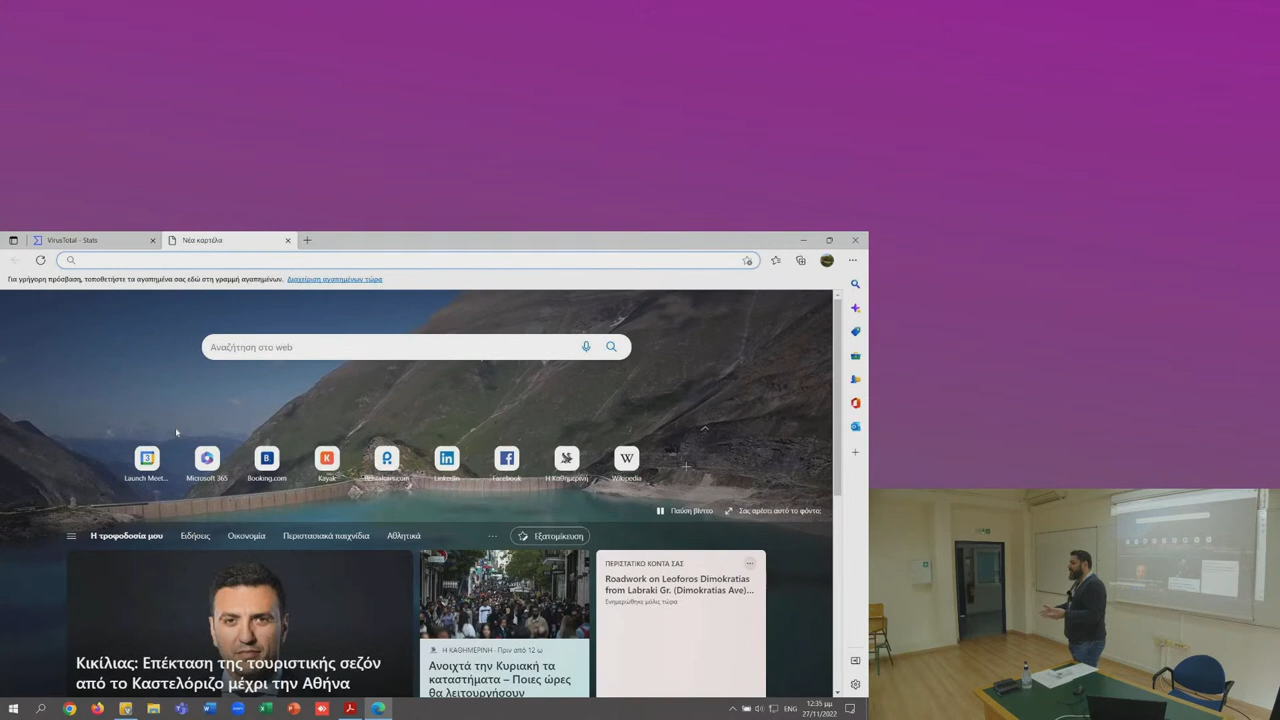 VirusTotal - Stats
Νέα καρτέλα
Για γρήγορη πρόσβαση, τοποθετήστε τα αγαπημένα σας εδώ στη γραμμή αγαπημένων. Διαχείριση αγαπημένων τώρα
Αναζήτηση στο web
Launch Meet...
Microsoft 365
Booking.com
Kayak
Rentalcars.com
LinkedIn
Facebook
Η Καθημερινή
Wikipedia
Παύση βίντεο
Σας αρέσει αυτό το φόντο;
Η τροφοδοσία μου
Ειδήσεις
Οικονομία
Περιστασιακά παιχνίδια
Αθλητικά
...
Εξατομίκευση
Κικίλιας: Επέκταση της τουριστικής σεζόν
από το Καστελόριζο μέχρι την Αθήνα
Η ΚΑΘΗΜΕΡΙΝΗ · Πριν από 12 ω
Ανοιχτά την Κυριακή τα
καταστήματα – Ποιες ώρες
θα λειτουργήσουν
ΠΕΡΙΣΤΑΤΙΚΟ ΚΟΝΤΑ ΣΑΣ
Roadwork on Leoforos Dimokratias
from Labraki Gr. (Dimokratias Ave)...
Ενημερώθηκε μόλις τώρα
ENG
12:35 μμ
27/11/2022